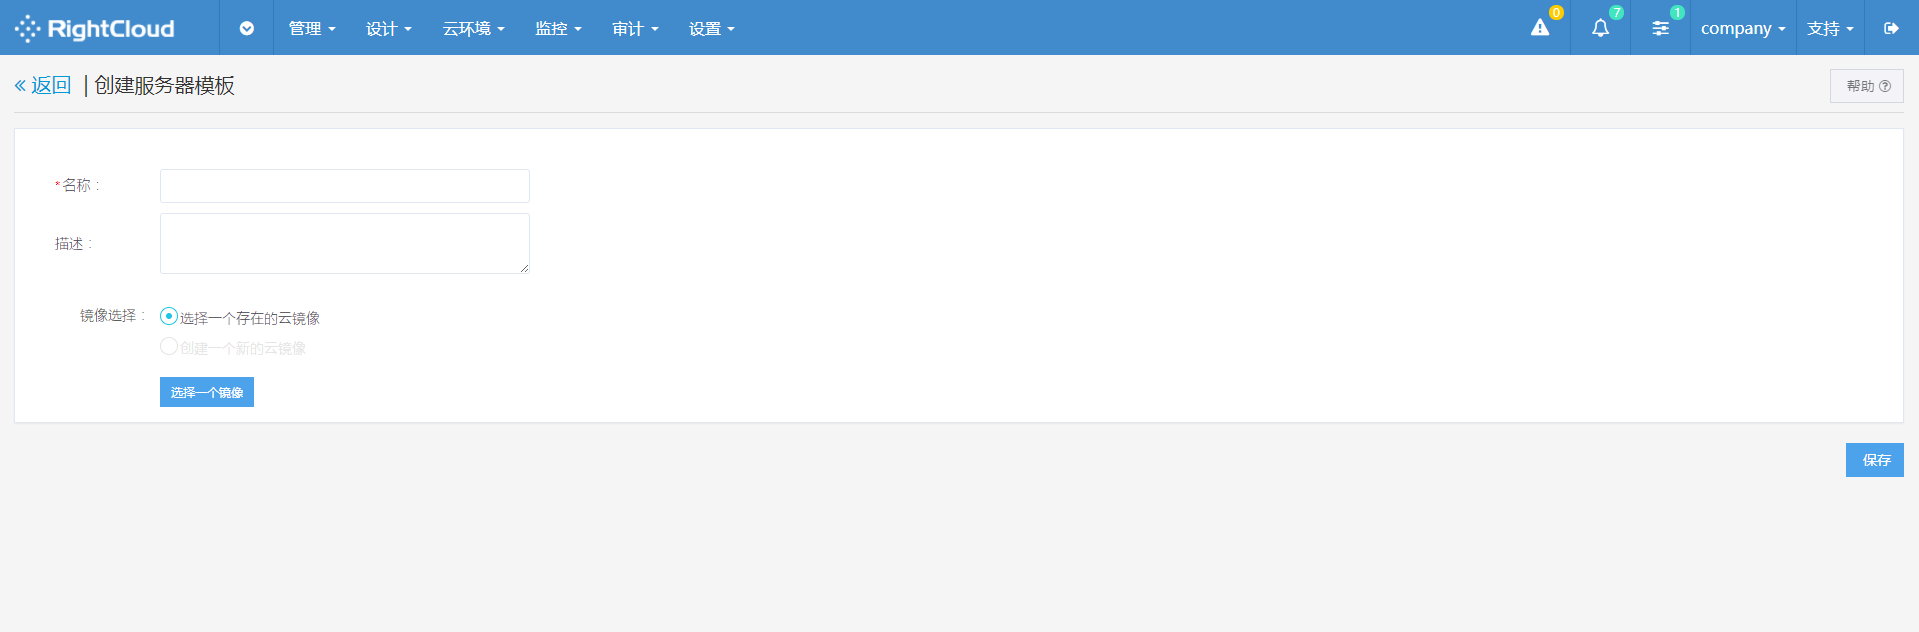 RightCloud 管理 设计 云环境 监控 审计 设置 0 7 1 company 支持
返回 | 创建服务器模板 帮助
*名称 :
描述 :
镜像选择 : 选择一个存在的云镜像
创建一个新的云镜像
选择一个镜像
保存